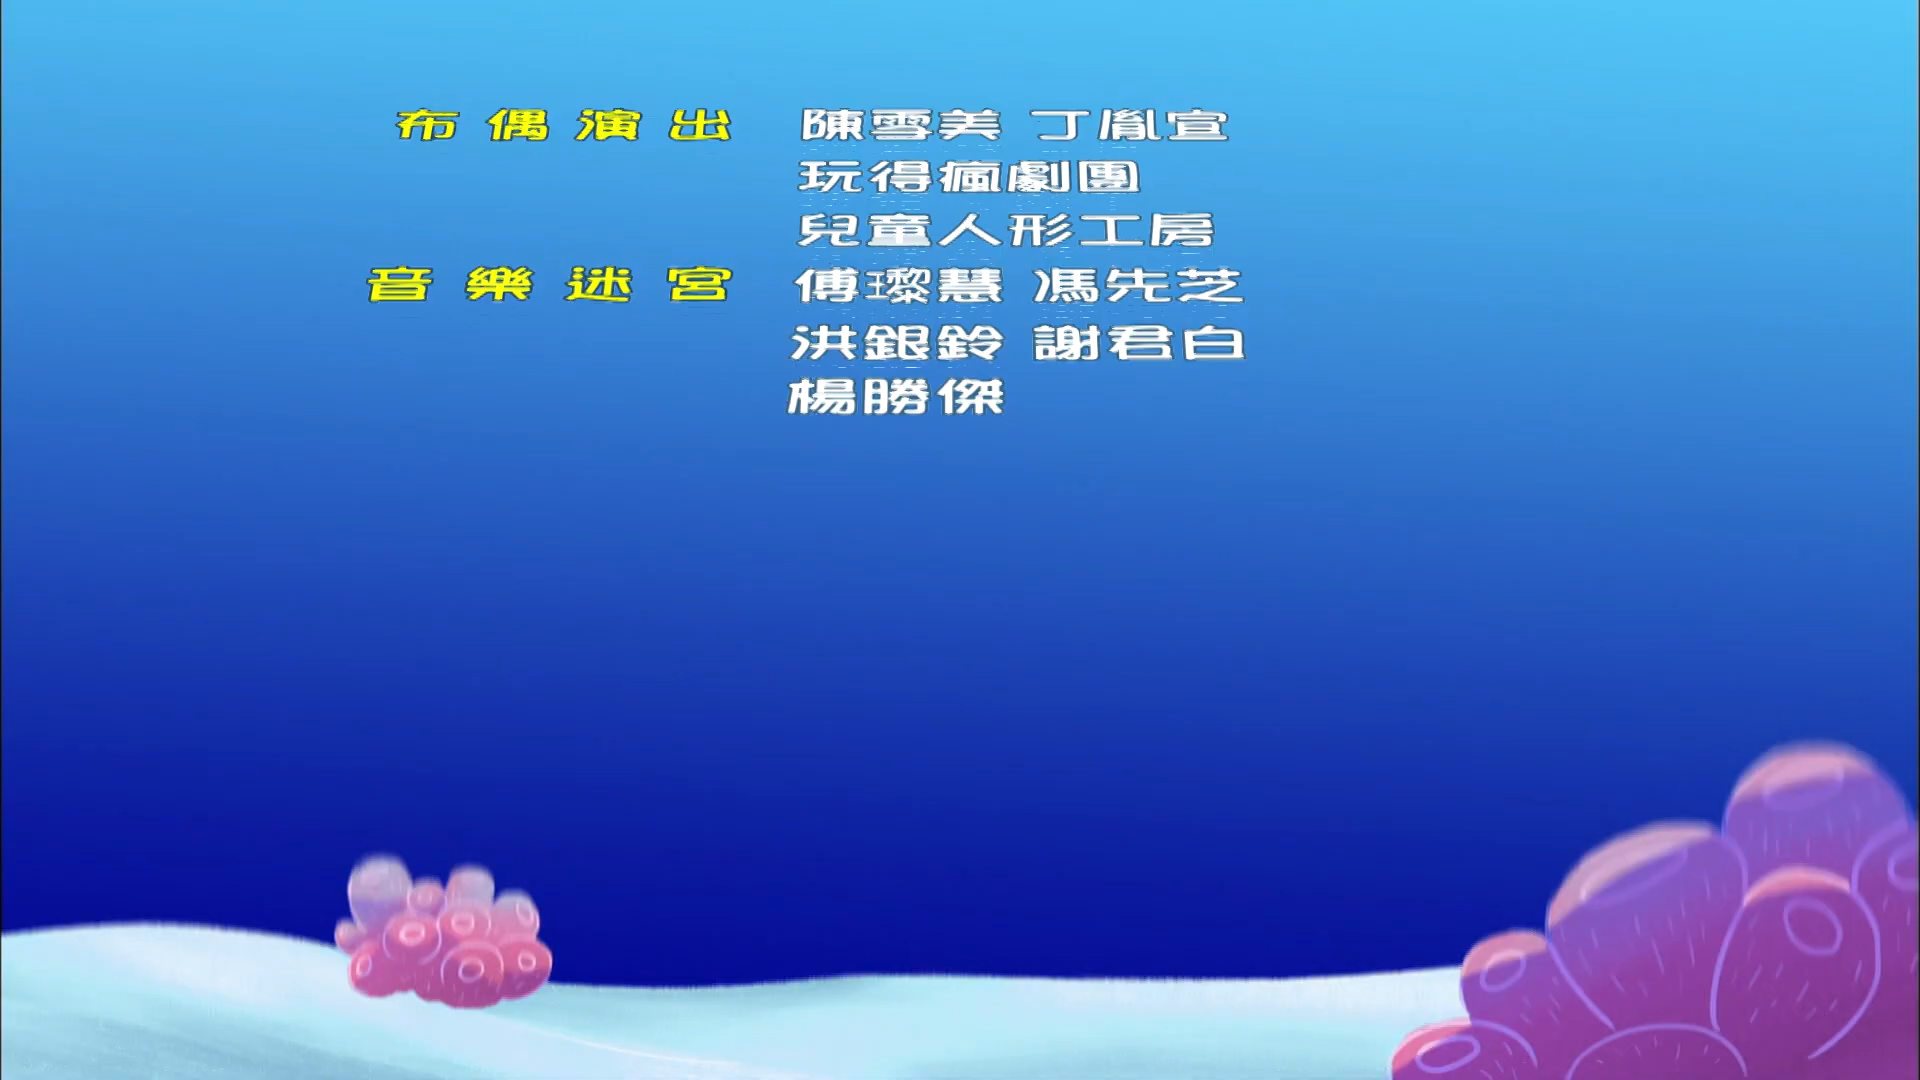 布偶演出 陳雪美 丁胤宣
玩得瘋劇團
兒童人形工房
音樂迷宮 傅璨慧 馮先芝
洪銀鈴 謝君白
楊勝傑